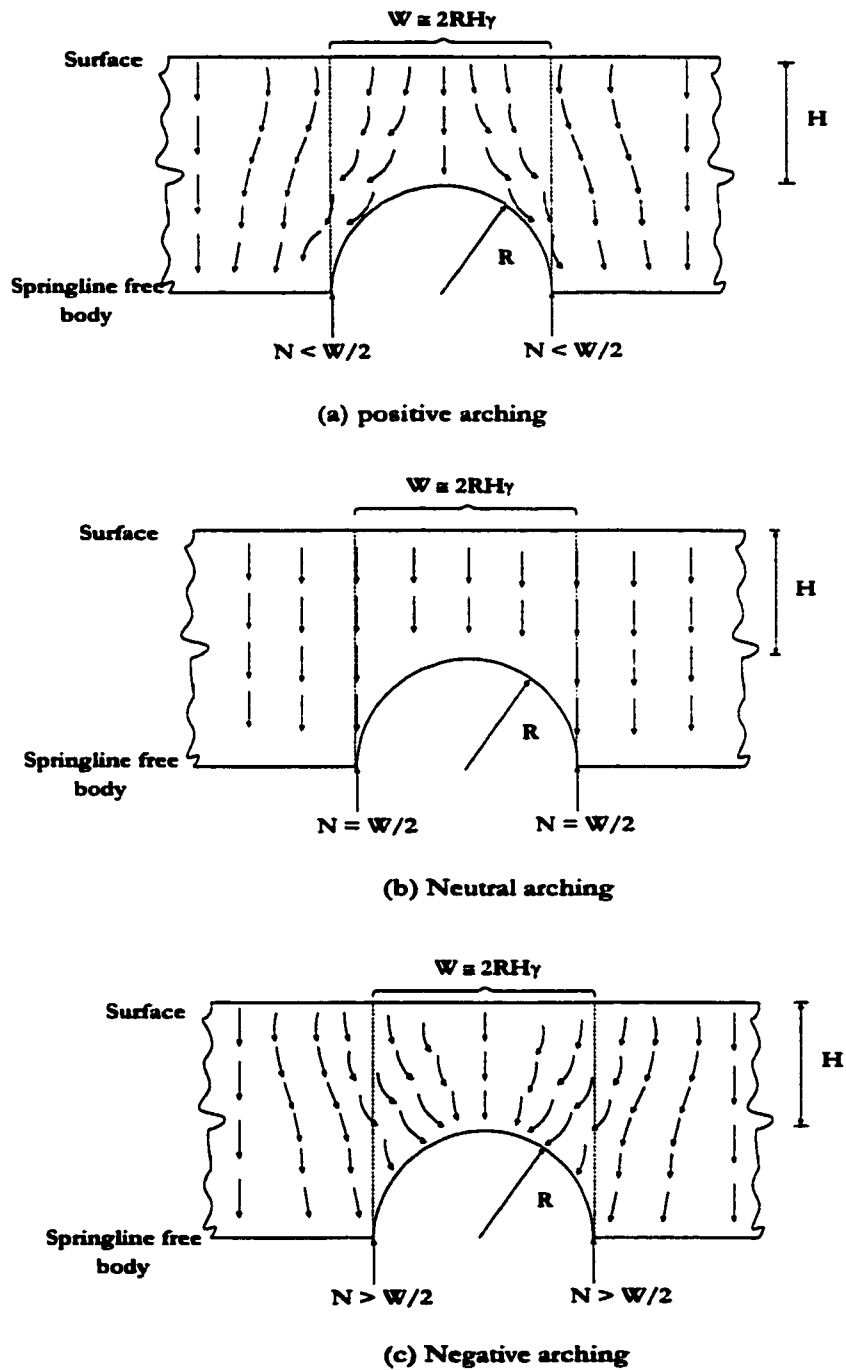 W ≅ 2RHγ
Surface
H
R
Springline free
body
N < W/2 N < W/2
(a) positive arching
W ≅ 2RHγ
Surface
H
R
Springline free
body
N = W/2 N = W/2
(b) Neutral arching
W ≅ 2RHγ
Surface
H
R
Springline free
body
N > W/2 N > W/2
(c) Negative arching